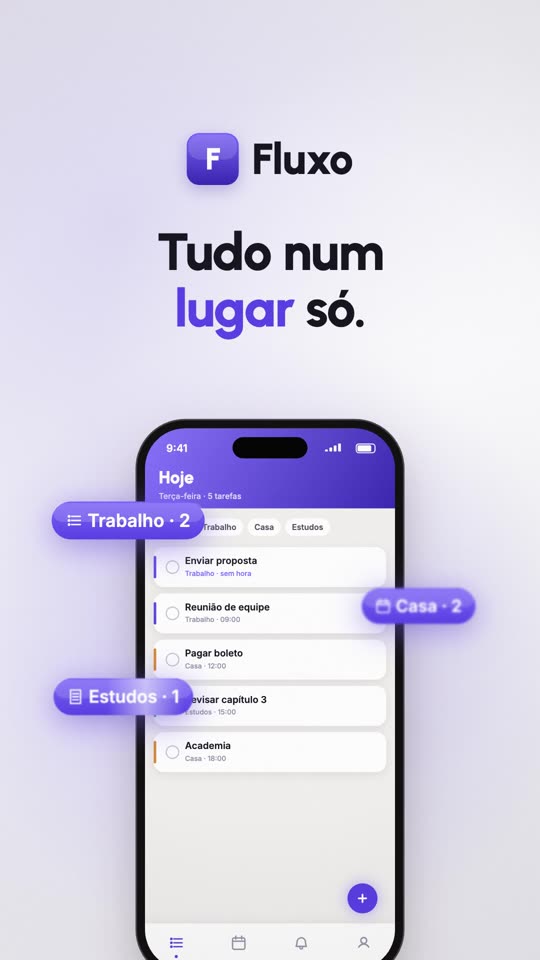 F Fluxo
Tudo num
lugar só.
9:41
Hoje
Terça-feira · 5 tarefas
Trabalho · 2
Trabalho
Casa
Estudos
Enviar proposta
Trabalho · sem hora
Reunião de equipe
Trabalho · 09:00
Casa · 2
Pagar boleto
Casa · 12:00
Estudos · 1
evisar capítulo 3
Estudos · 15:00
Academia
Casa · 18:00